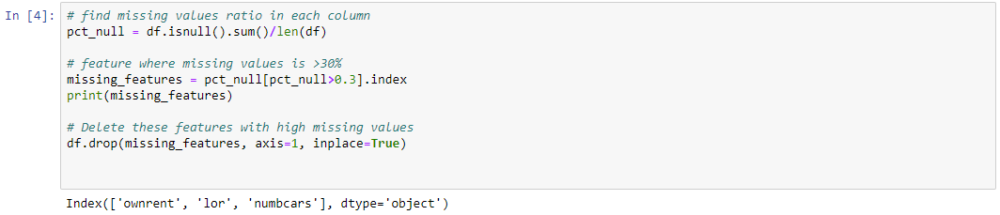 In [4]: # find missing values ratio in each column
pct_null = df.isnull().sum()/len(df)
# feature where missing values is >30%
missing_features = pct_null[pct_null>0.3].index
print(missing_features)
# Delete these features with high missing values
df.drop(missing_features, axis=1, inplace=True)
Index(['ownrent', 'lor', 'numbcars'], dtype='object')